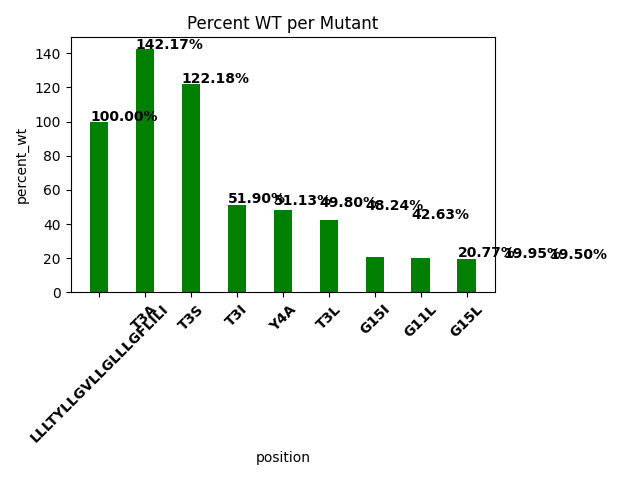 Percent WT per Mutant
percent_wt
140
120
100
80
60
40
20
0
100.00%
142.17%
122.18%
51.90%
51.13%
49.80%
48.24%
42.63%
20.77%
19.95%
19.50%
LLLTYLLGVLLGLLLGFLILI
T3A
T3S
T3I
Y4A
T3L
G15I
G11L
G15L
position